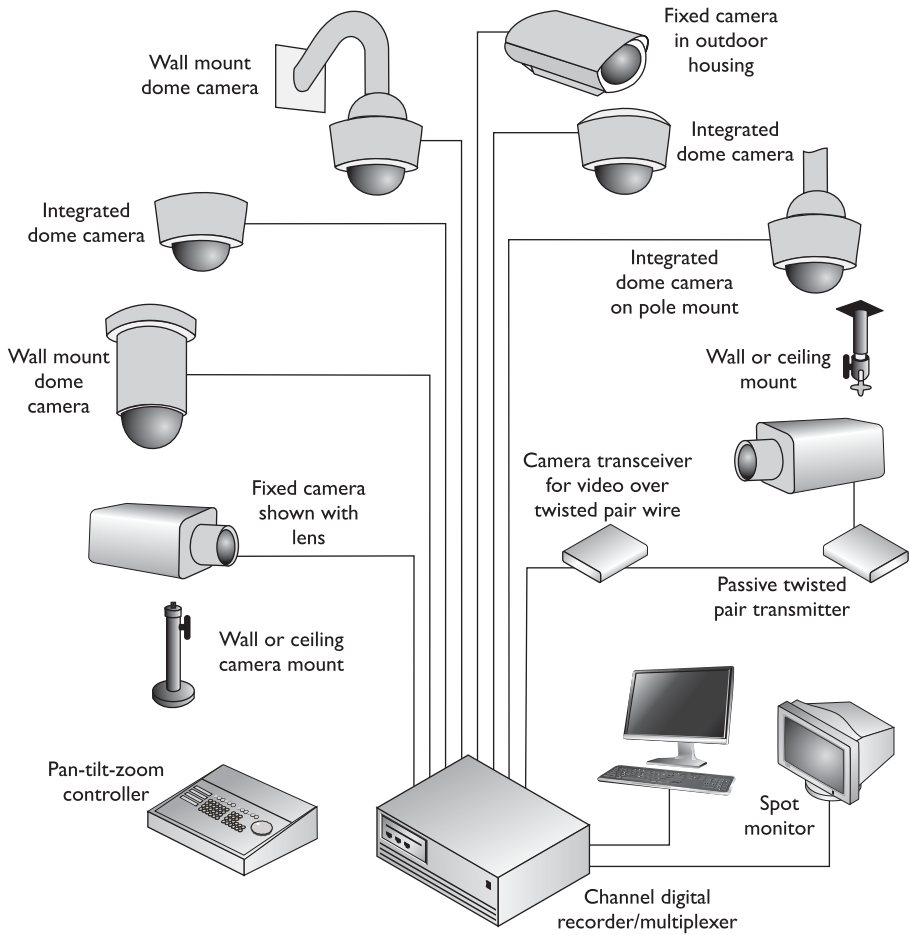 Wall mount
dome camera
Fixed camera
in outdoor
housing
Integrated
dome camera
Integrated
dome camera
Integrated
dome camera
on pole mount
Wall mount
dome
camera
Wall or ceiling
mount
Fixed camera
shown with
lens
Camera transceiver
for video over
twisted pair wire
Passive twisted
pair transmitter
Wall or ceiling
camera mount
Pan-tilt-zoom
controller
Spot
monitor
Channel digital
recorder/multiplexer